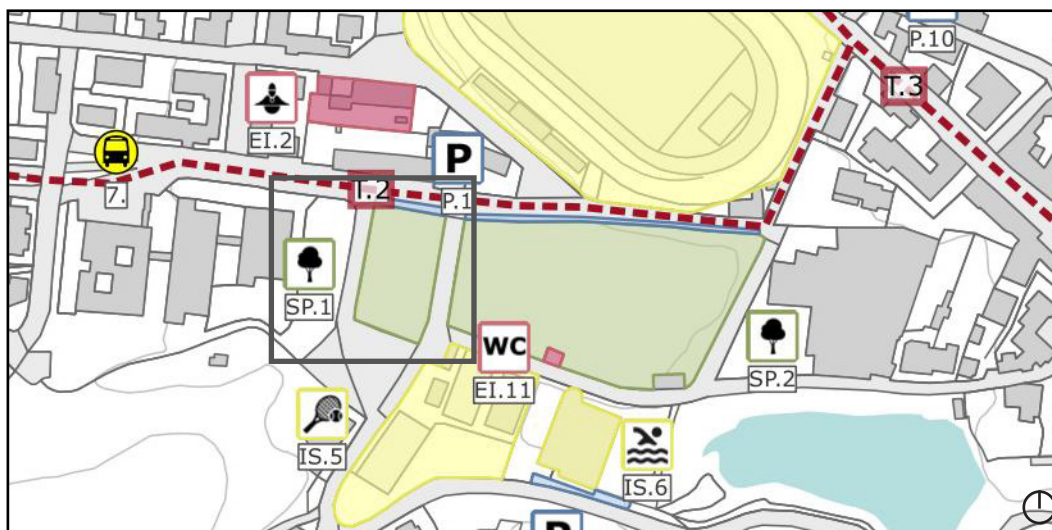 P.10
T.3
EI.2
P
7.
T.2
P.1
SP.1
WC
EI.11
SP.2
IS.5
IS.6
P